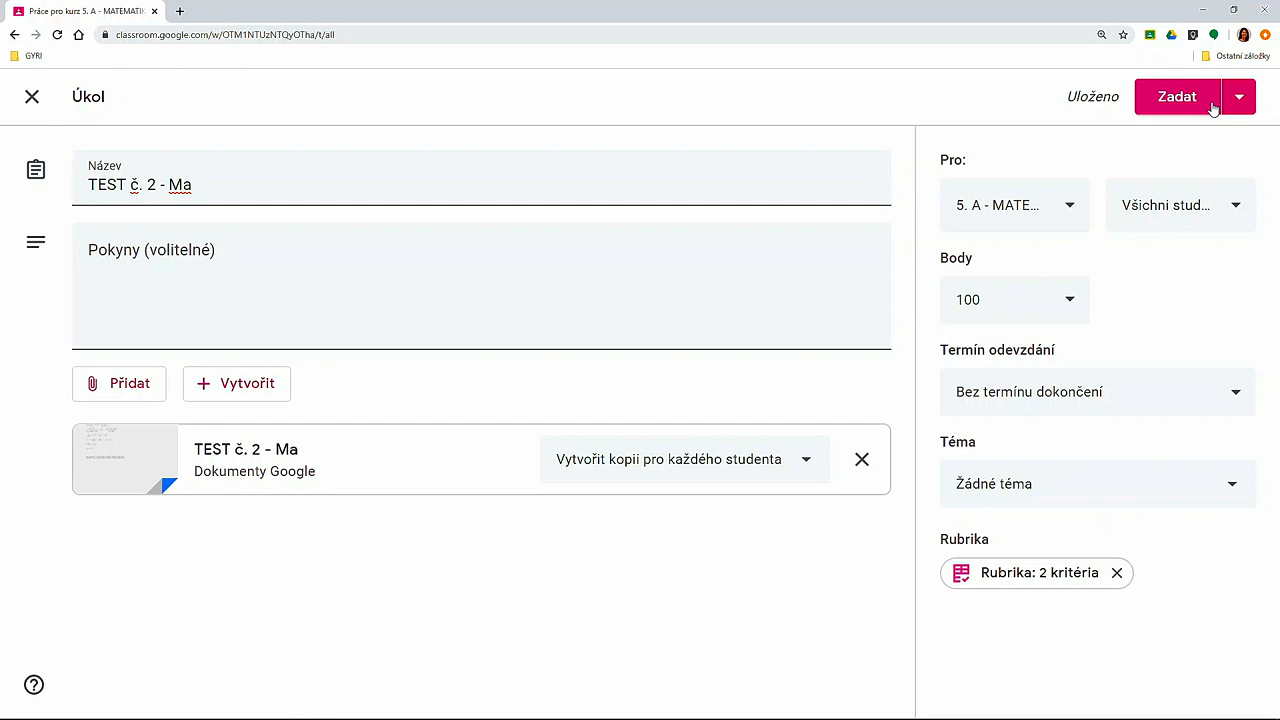 Práce pro kurz 5. A - MATEMATIK
classroom.google.com/w/OTM1NTUzNTQyOTha/t/all
GYRI
Ostatní záložky
Úkol
Uloženo
Zadat
Název
TEST č. 2 - Ma
Pokyny (volitelné)
Přidat
Vytvořit
TEST č. 2 - Ma
Dokumenty Google
Vytvořit kopii pro každého studenta
Pro:
5. A - MATE...
Všichni stud...
Body
100
Termín odevzdání
Bez termínu dokončení
Téma
Žádné téma
Rubrika
Rubrika: 2 kritéria